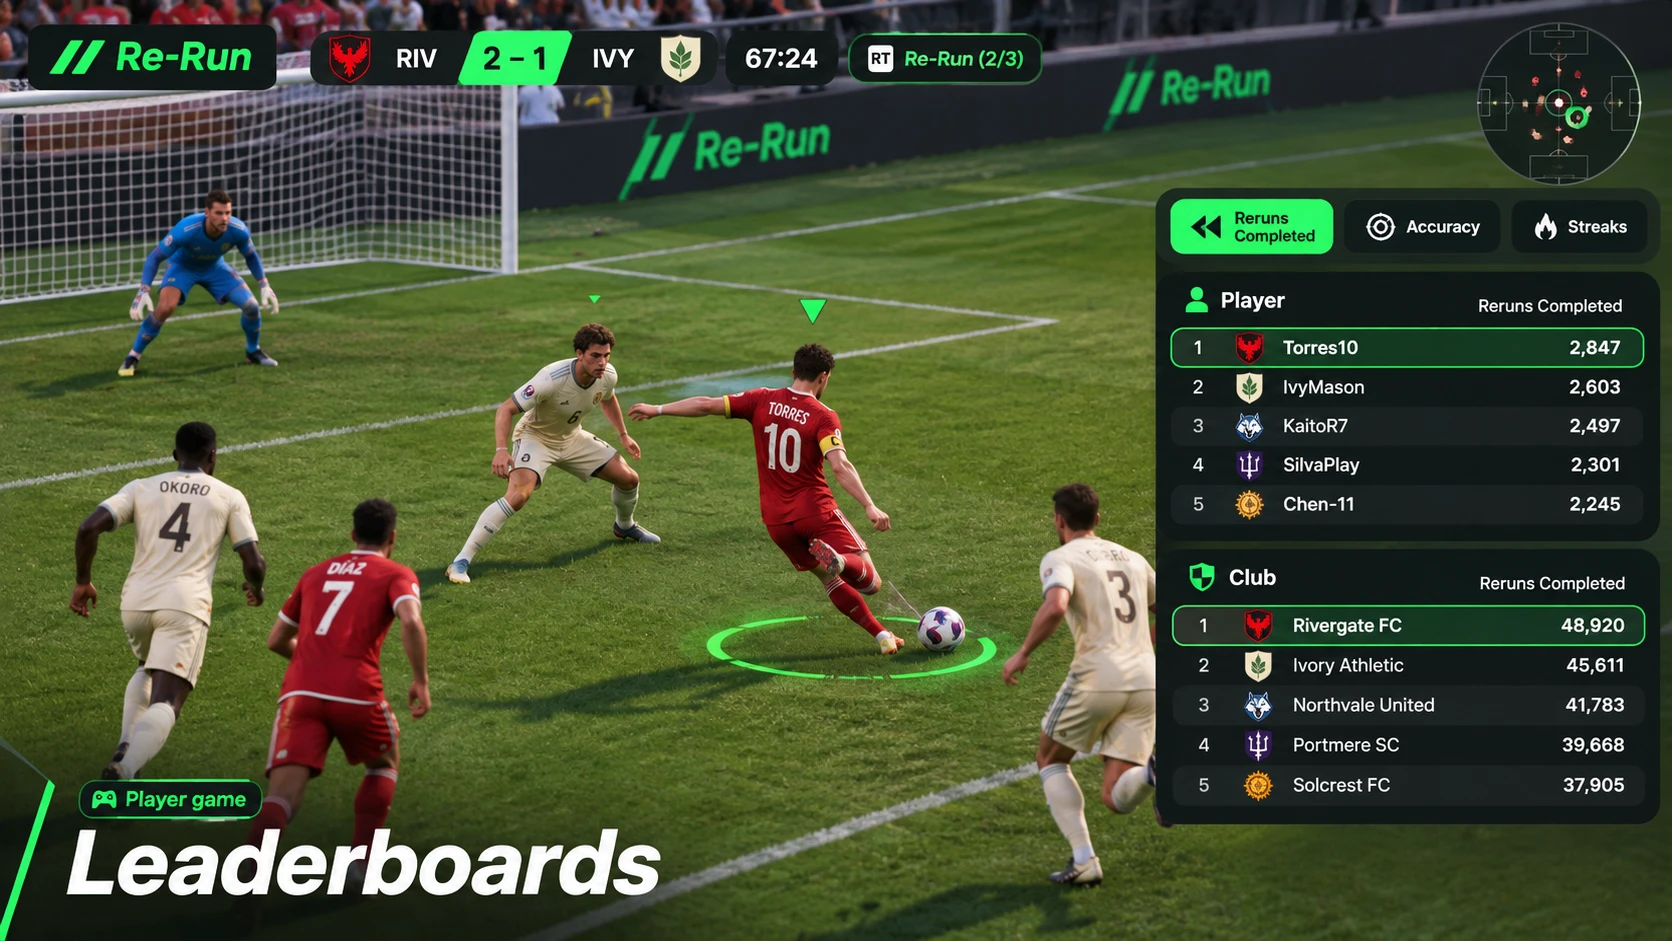 Re-Run
RIV 2 – 1 IVY 67:24 RT Re-Run (2/3)
Re-Run
Re-Run
Reruns Completed
Accuracy
Streaks
Player Reruns Completed
1 Torres10 2,847
2 IvyMason 2,603
3 KaitoR7 2,497
4 SilvaPlay 2,301
5 Chen-11 2,245
Club Reruns Completed
1 Rivergate FC 48,920
2 Ivory Athletic 45,611
3 Northvale United 41,783
4 Portmere SC 39,668
5 Solcrest FC 37,905
6
TORRES
10
C
OKORO
4
DÍAZ
7
3
Player game
Leaderboards